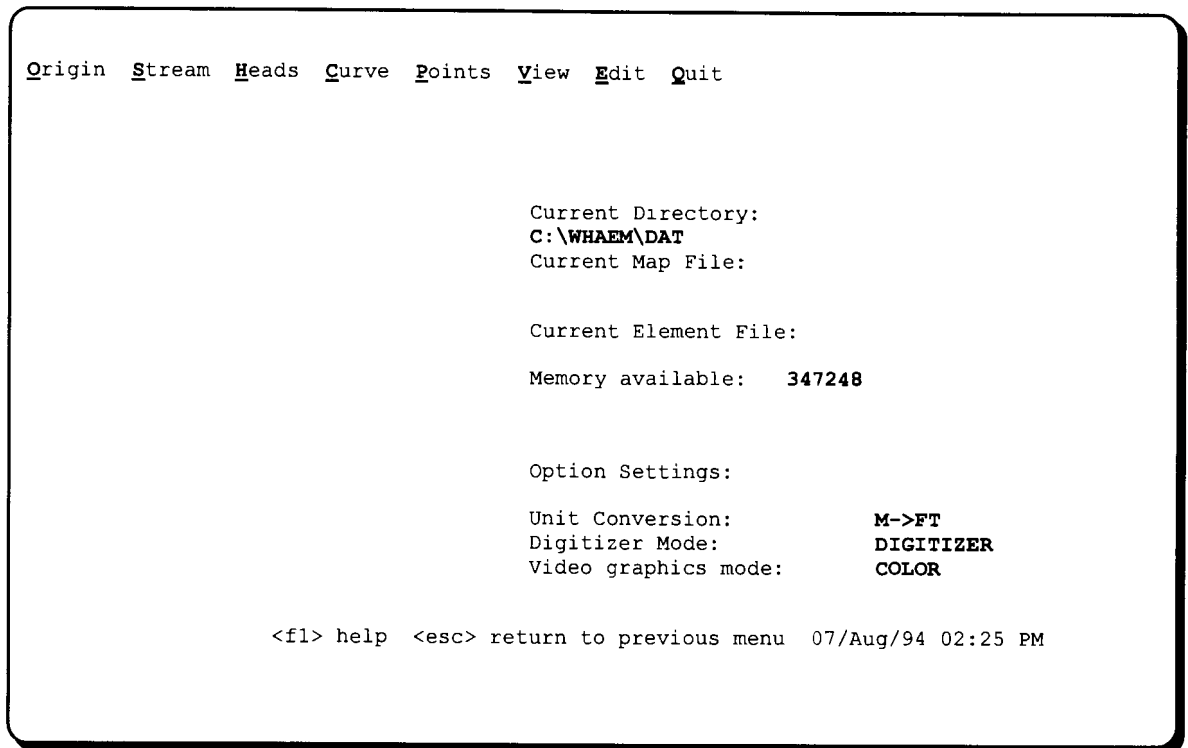 Origin Stream Heads Curve Points View Edit Quit
Current Directory:
C:\WHAEM\DAT
Current Map File:
Current Element File:
Memory available: 347248
Option Settings:
Unit Conversion: M->FT
Digitizer Mode: DIGITIZER
Video graphics mode: COLOR
<f1> help <esc> return to previous menu 07/Aug/94 02:25 PM